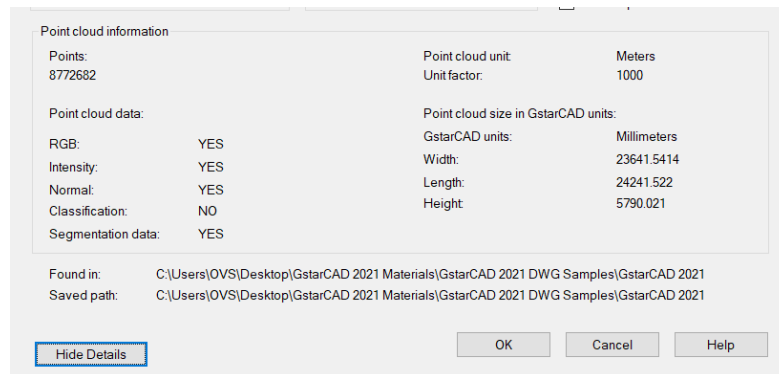 Point cloud information
Points:
8772682
Point cloud unit: Meters
Unit factor: 1000
Point cloud data:
RGB: YES
Intensity: YES
Normal: YES
Classification: NO
Segmentation data: YES
Point cloud size in GstarCAD units:
GstarCAD units: Millimeters
Width: 23641.5414
Length: 24241.522
Height: 5790.021
Found in: C:\Users\OVS\Desktop\GstarCAD 2021 Materials\GstarCAD 2021 DWG Samples\GstarCAD 2021
Saved path: C:\Users\OVS\Desktop\GstarCAD 2021 Materials\GstarCAD 2021 DWG Samples\GstarCAD 2021
Hide Details
OK
Cancel
Help